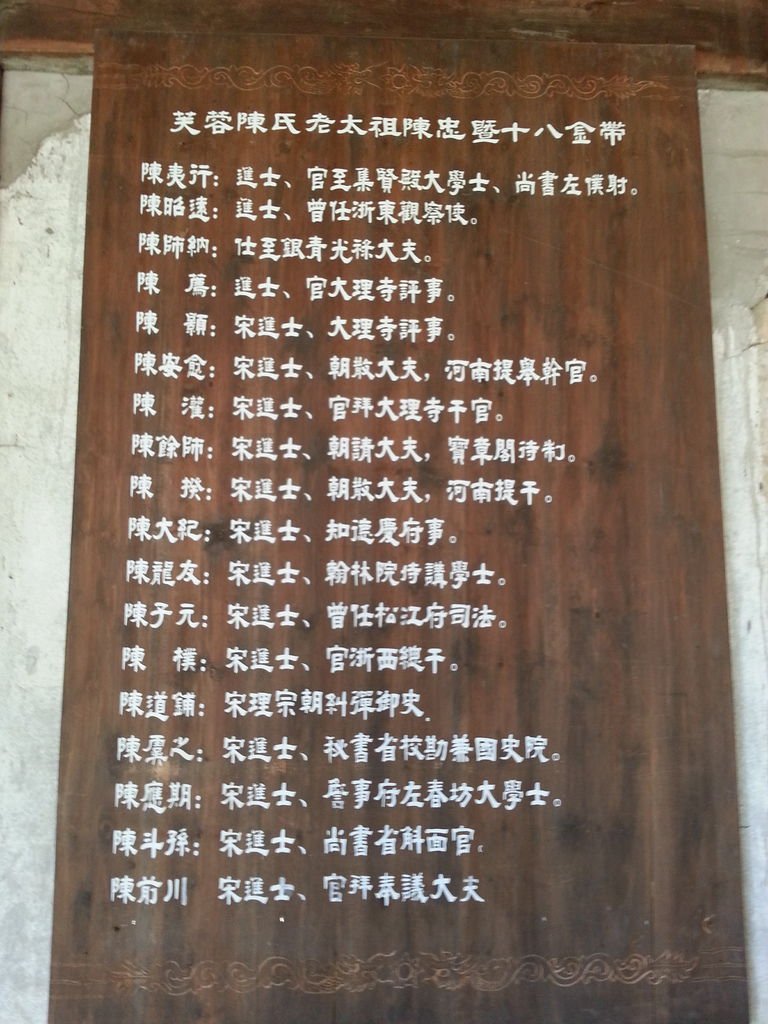 芙蓉陳氏老太祖陳忠暨十八金帶
陳夷行：進士、官至集賢殿大學士、尚書左僕射。
陳昭遠：進士、曾任浙東觀察使。
陳師納：仕至銀青光祿大夫。
陳　薦：進士、官大理寺評事。
陳　顥：宋進士、大理寺評事。
陳安愈：宋進士、朝散大夫，河南提舉幹官。
陳　灌：宋進士、官拜大理寺干官。
陳餘師：宋進士、朝請大夫，寶章閣待制。
陳　揆：宋進士、朝散大夫，河南提干。
陳大紀：宋進士、知德慶府事。
陳龍友：宋進士、翰林院侍講學士。
陳子元：宋進士、曾任松江府司法。
陳　樸：宋進士、官浙西總干。
陳道鋪：宋理宗朝糾彈御史.
陳虞之：宋進士、秘書省校勘兼國史院。
陳應期：宋進士、詹事府左春坊大學士。
陳斗孫：宋進士、尚書省斛面官。
陳前川　宋進士、官拜奉議大夫